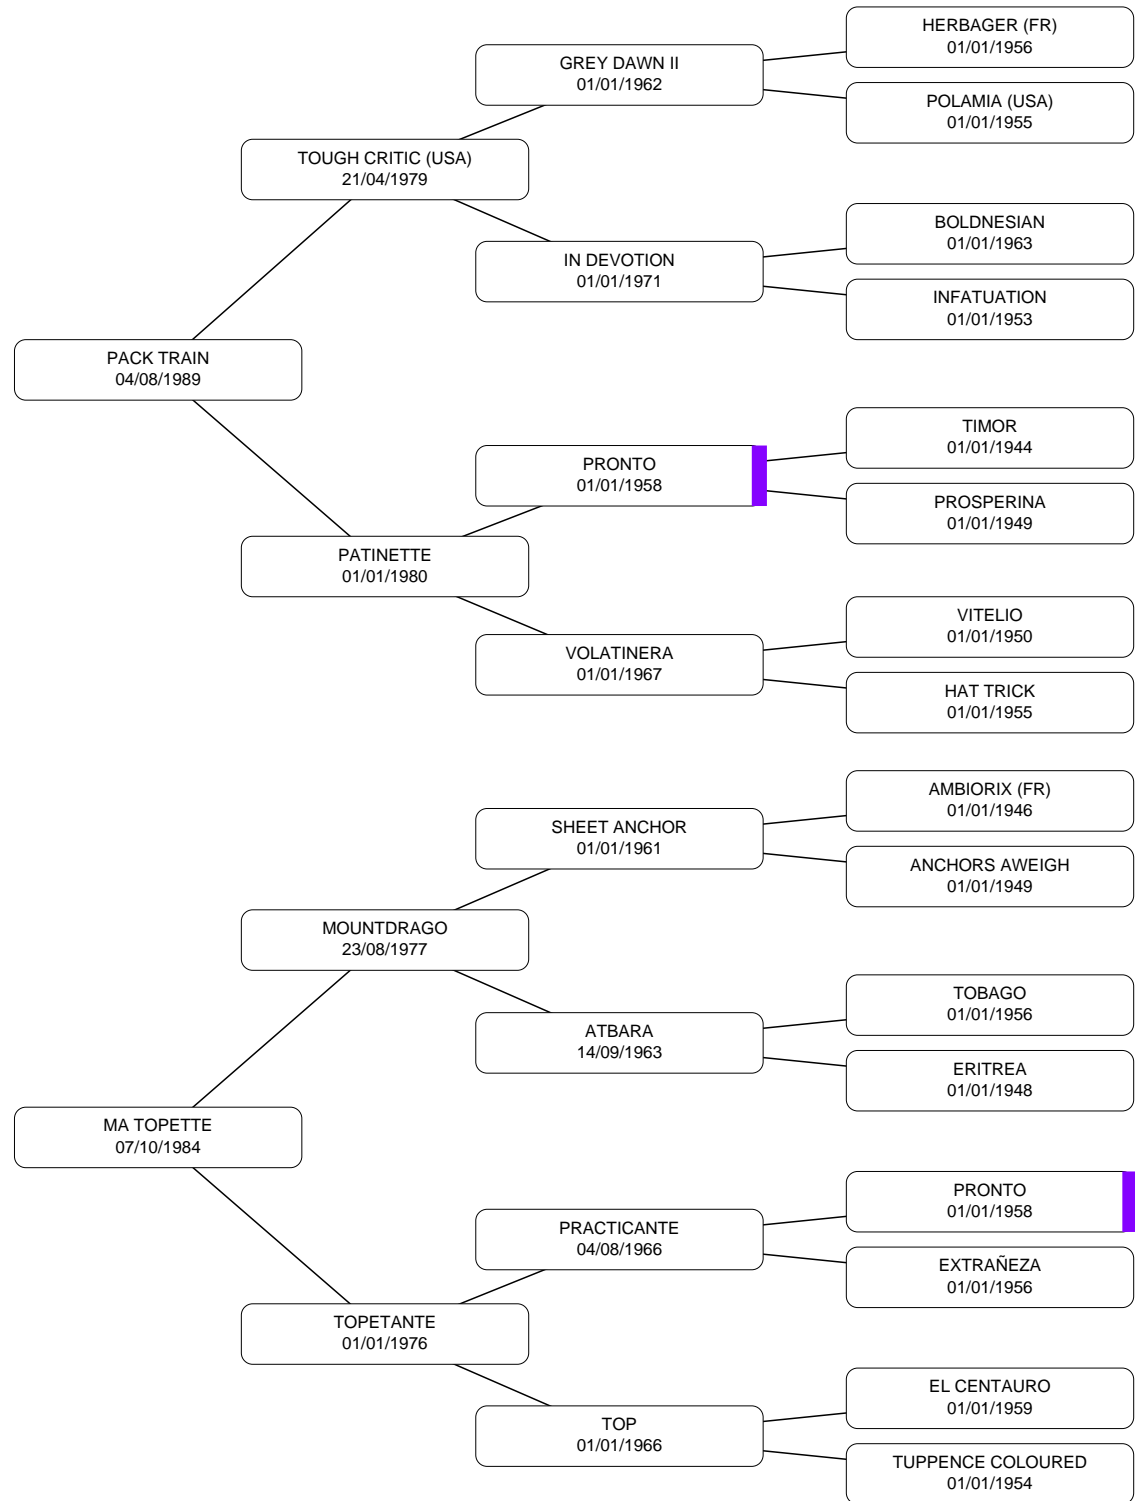 HERBAGER (FR)
01/01/1956
GREY DAWN II
01/01/1962
POLAMIA (USA)
01/01/1955
TOUGH CRITIC (USA)
21/04/1979
BOLDNESIAN
01/01/1963
IN DEVOTION
01/01/1971
INFATUATION
01/01/1953
PACK TRAIN
04/08/1989
TIMOR
01/01/1944
PRONTO
01/01/1958
PROSPERINA
01/01/1949
PATINETTE
01/01/1980
VITELIO
01/01/1950
VOLATINERA
01/01/1967
HAT TRICK
01/01/1955
AMBIORIX (FR)
01/01/1946
SHEET ANCHOR
01/01/1961
ANCHORS AWEIGH
01/01/1949
MOUNTDRAGO
23/08/1977
TOBAGO
01/01/1956
ATBARA
14/09/1963
ERITREA
01/01/1948
MA TOPETTE
07/10/1984
PRONTO
01/01/1958
PRACTICANTE
04/08/1966
EXTRAÑEZA
01/01/1956
TOPETANTE
01/01/1976
EL CENTAURO
01/01/1959
TOP
01/01/1966
TUPPENCE COLOURED
01/01/1954